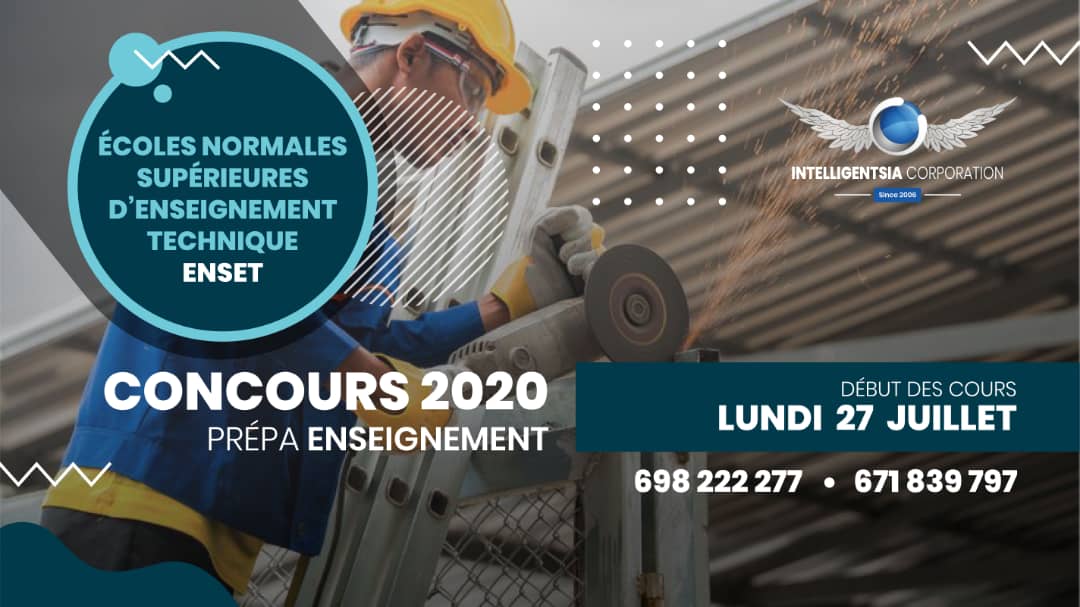 ÉCOLES NORMALES
SUPÉRIEURES
D'ENSEIGNEMENT
TECHNIQUE
ENSET
INTELLIGENTSIA CORPORATION
Since 2006
CONCOURS 2020
PRÉPA ENSEIGNEMENT
DÉBUT DES COURS
LUNDI 27 JUILLET
698 222 277 • 671 839 797